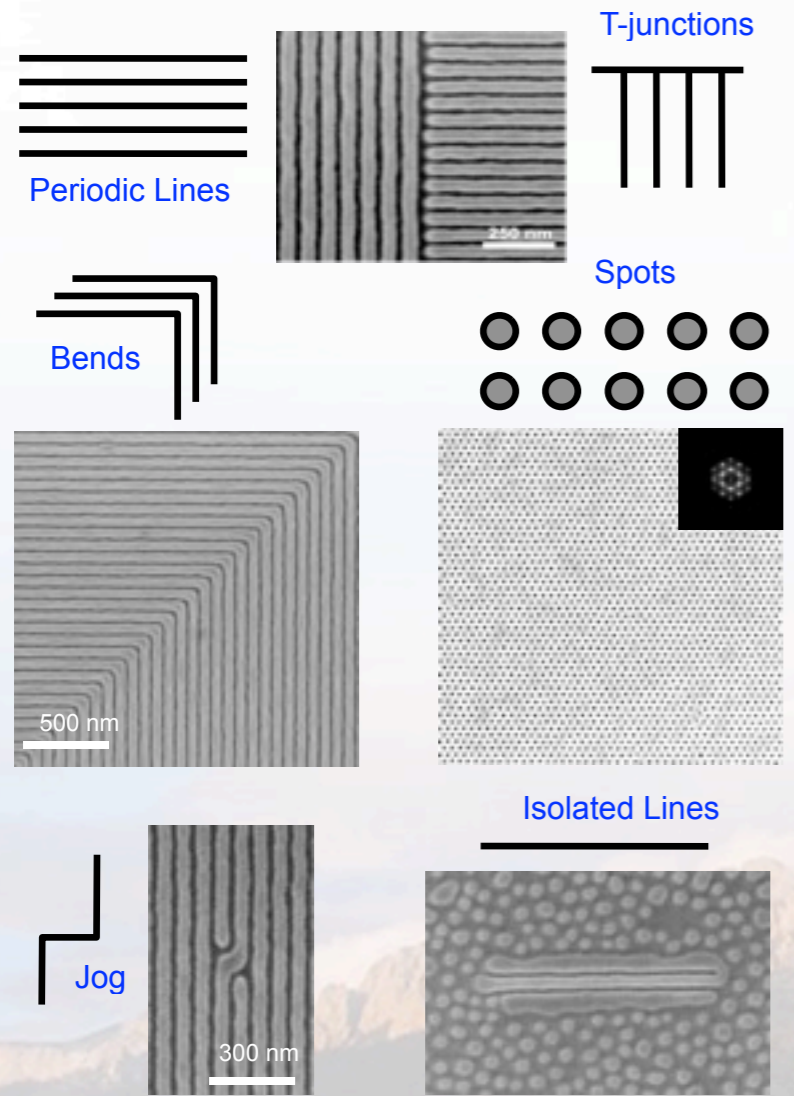 T-junctions
Periodic Lines
250 nm
Spots
Bends
500 nm
Isolated Lines
Jog
300 nm